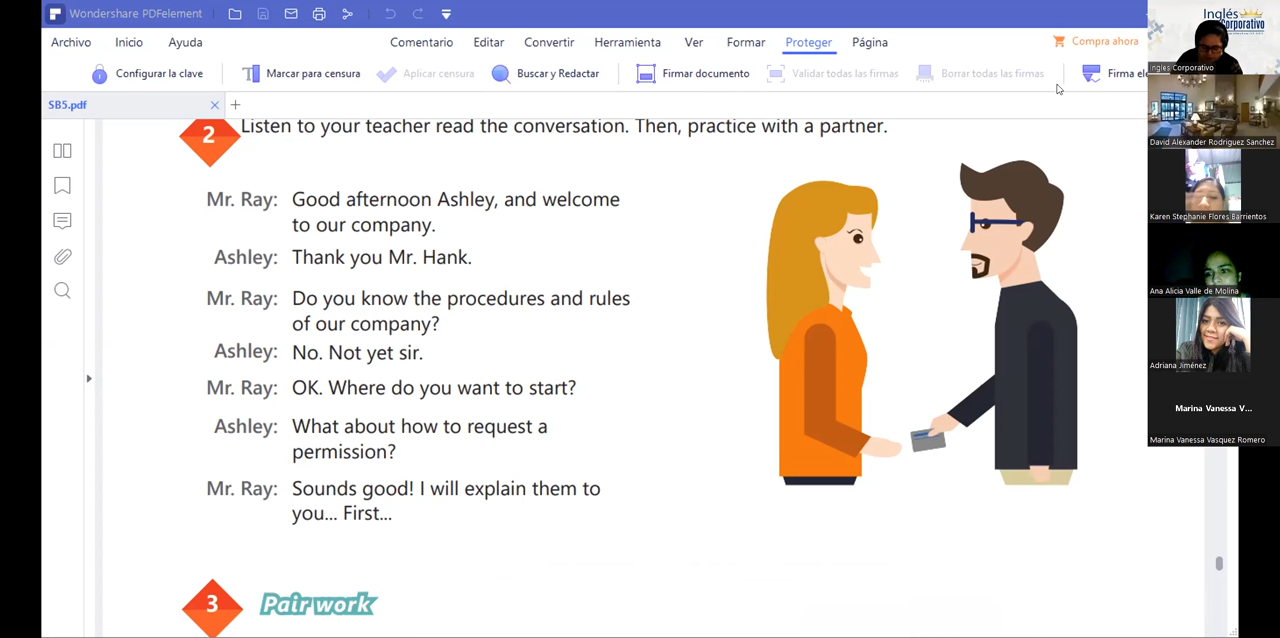 Wondershare PDFelement
Archivo Inicio Ayuda Comentario Editar Convertir Herramienta Ver Formar Proteger Página Compra ahora
Configurar la clave Marcar para censura Aplicar censura Buscar y Redactar Firmar documento Validar todas las firmas Borrar todas las firmas Firma ele
SB5.pdf
2 Listen to your teacher read the conversation. Then, practice with a partner.
Mr. Ray: Good afternoon Ashley, and welcome
to our company.
Ashley: Thank you Mr. Hank.
Mr. Ray: Do you know the procedures and rules
of our company?
Ashley: No. Not yet sir.
Mr. Ray: OK. Where do you want to start?
Ashley: What about how to request a
permission?
Mr. Ray: Sounds good! I will explain them to
you... First...
3 Pair work
Inglés
Corporativo
Inglés Corporativo
David Alexander Rodriguez Sanchez
Karen Stephanie Flores Barrientos
Ana Alicia Valle de Molina
Adriana Jiménez
Marina Vanessa V...
Marina Vanessa Vasquez Romero